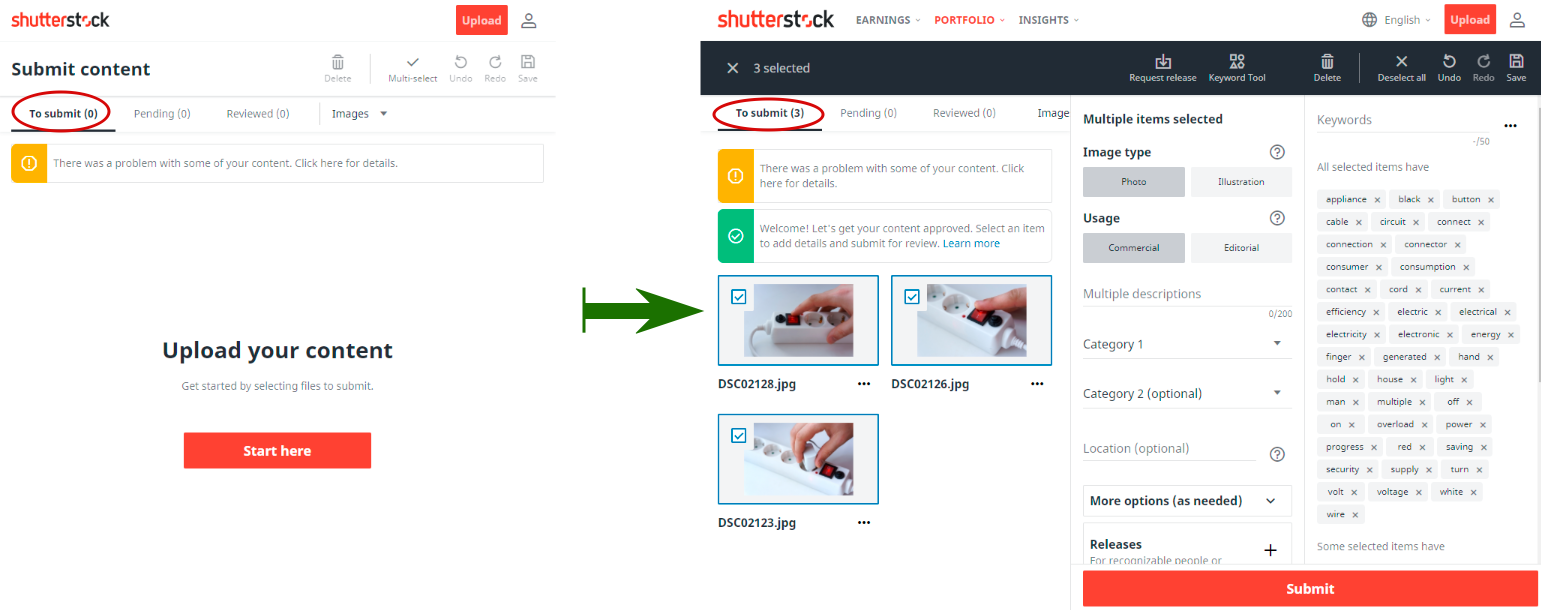 shutterstock
Upload
Submit content
Delete
Multi-select
Undo
Redo
Save
To submit (0)
Pending (0)
Reviewed (0)
Images
There was a problem with some of your content. Click here for details.
Upload your content
Get started by selecting files to submit.
Start here
shutterstock
EARNINGS
PORTFOLIO
INSIGHTS
English
Upload
3 selected
Request release
Keyword Tool
Delete
Deselect all
Undo
Redo
Save
To submit (3)
Pending (0)
Reviewed (0)
Image
There was a problem with some of your content. Click
here for details.
Welcome! Let's get your content approved. Select an item
to add details and submit for review. Learn more
DSC02128.jpg
DSC02126.jpg
DSC02123.jpg
Multiple items selected
Image type
Photo
Illustration
Usage
Commercial
Editorial
Multiple descriptions
0/200
Category 1
Category 2 (optional)
Location (optional)
More options (as needed)
Releases
For recognizable people or
Keywords
-/50
All selected items have
appliance x black x button x
cable x circuit x connect x
connection x connector x
consumer x consumption x
contact x cord x current x
efficiency x electric x electrical x
electricity x electronic x energy x
finger x generated x hand x
hold x house x light x
man x multiple x off x
on x overload x power x
progress x red x saving x
security x supply x turn x
volt x voltage x white x
wire x
Some selected items have
Submit